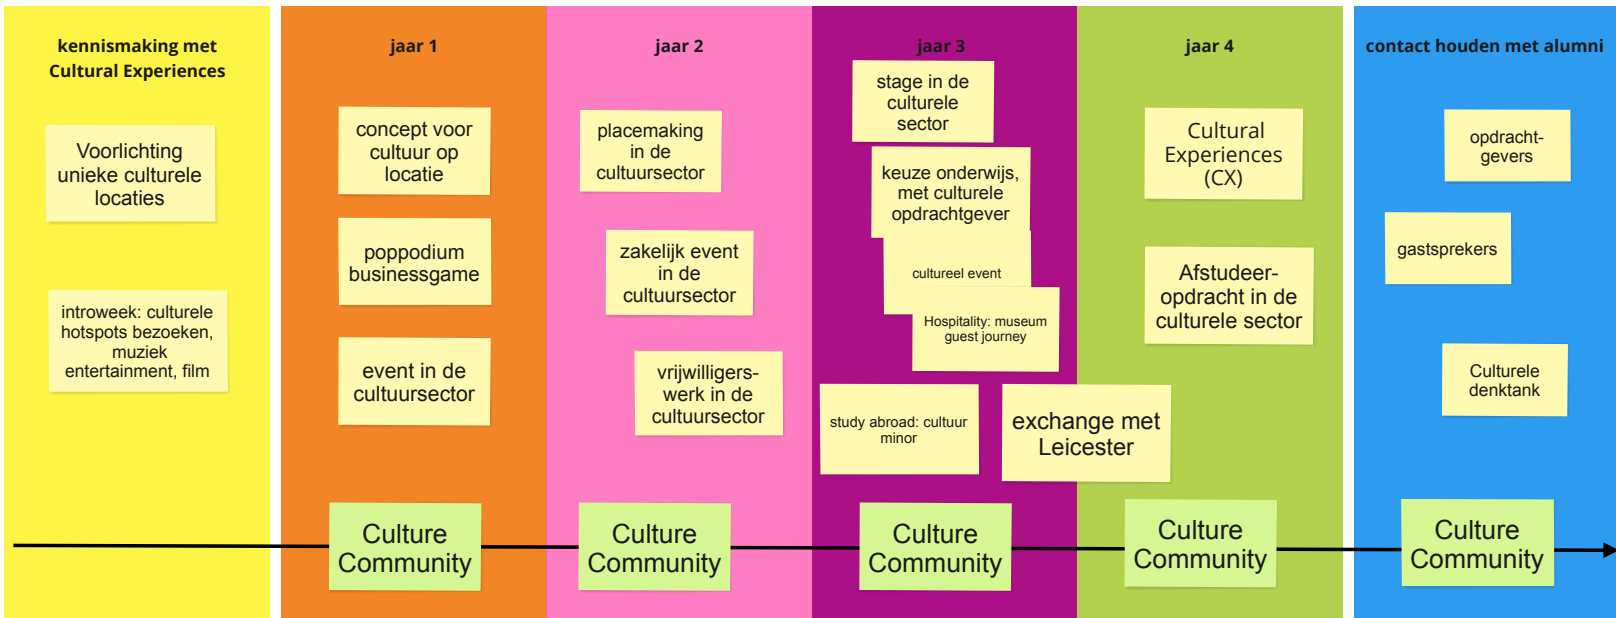 kennismaking met
Cultural Experiences
Voorlichting
unieke culturele
locaties
introweek: culturele
hotspots bezoeken,
muziek
entertainment, film
jaar 1
concept voor
cultuur op
locatie
poppodium
businessgame
event in de
cultuursector
Culture
Community
jaar 2
placemaking
in de
cultuursector
zakelijk event
in de
cultuursector
vrijwilligers-
werk in de
cultuursector
Culture
Community
jaar 3
stage in de
culturele
sector
keuze onderwijs,
met culturele
opdrachtgever
cultureel event
Hospitality: museum
guest journey
study abroad: cultuur
minor
exchange met
Leicester
Culture
Community
jaar 4
Cultural
Experiences
(CX)
Afstudeer-
opdracht in de
culturele sector
Culture
Community
contact houden met alumni
opdracht-
gevers
gastsprekers
Culturele
denktank
Culture
Community